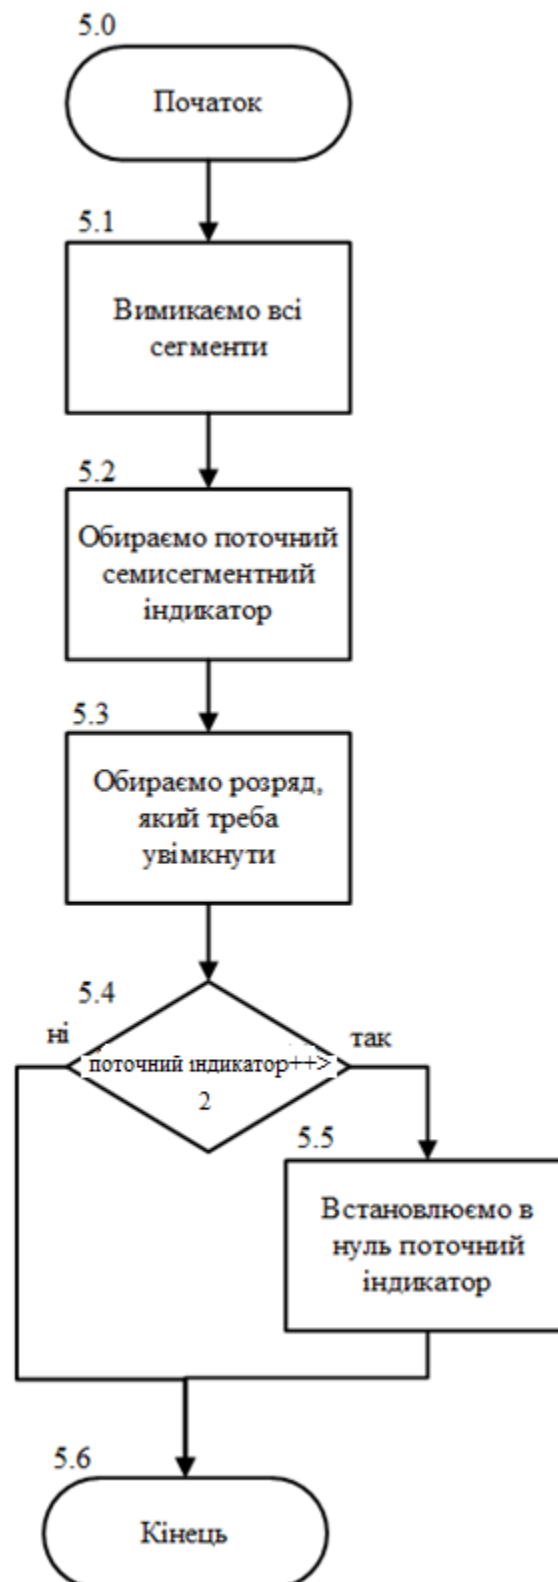 5.0
Початок
5.1
Вимикаємо всі
сегменти
5.2
Обираємо поточний
семисегментний
індикатор
5.3
Обираємо розряд,
який треба
увімкнути
5.4
ні
так
поточний індикатор++>
2
5.5
Встановлюємо в
нуль поточний
індикатор
5.6
Кінець